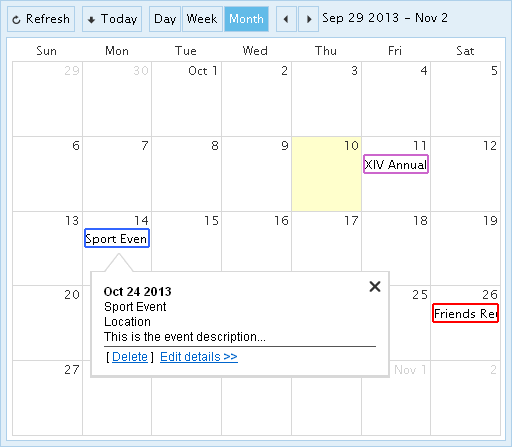 Refresh Today Day Week Month Sep 29 2013 – Nov 2
Sun Mon Tue Wed Thu Fri Sat
29 30 Oct 1 2 3 4 5
6 7 8 9 10 11 12
XIV Annual
13 14 15 16 17 18 19
Sport Even
20 25 26
Friends Reu
Oct 24 2013
Sport Event
Location
This is the event description...
[ Delete ] Edit details >>
27 Nov 1 2